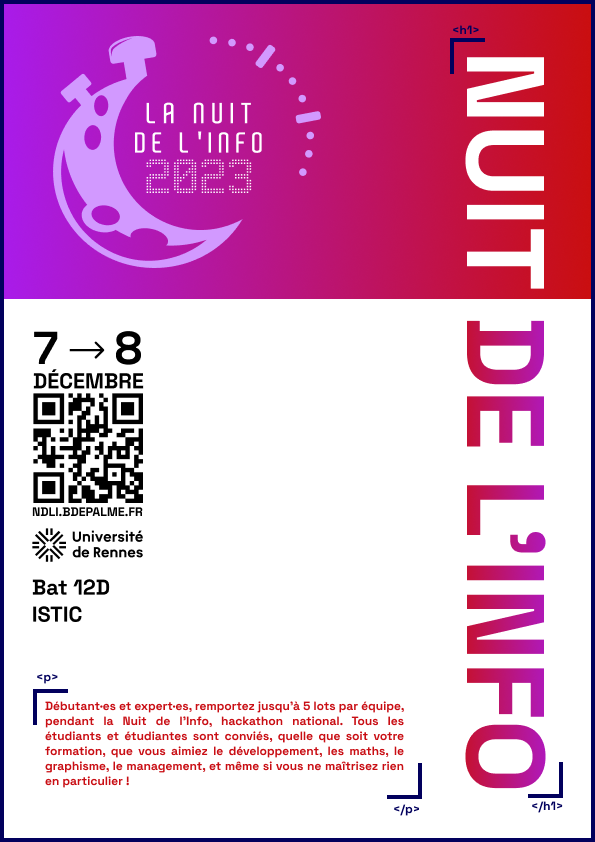 LA NUIT
DE L'INFO
2023
<h1>
NUIT DE L'INFO
</h1>
7 → 8
DÉCEMBRE
NDLI.BDEPALME.FR
Université
de Rennes
Bat 12D
ISTIC
<p>
Débutant·es et expert·es, remportez jusqu'à 5 lots par équipe,
pendant la Nuit de l'Info, hackathon national. Tous les
étudiants et étudiantes sont conviés, quelle que soit votre
formation, que vous aimiez le développement, les maths, le
graphisme, le management, et même si vous ne maîtrisez rien
en particulier !
</p>